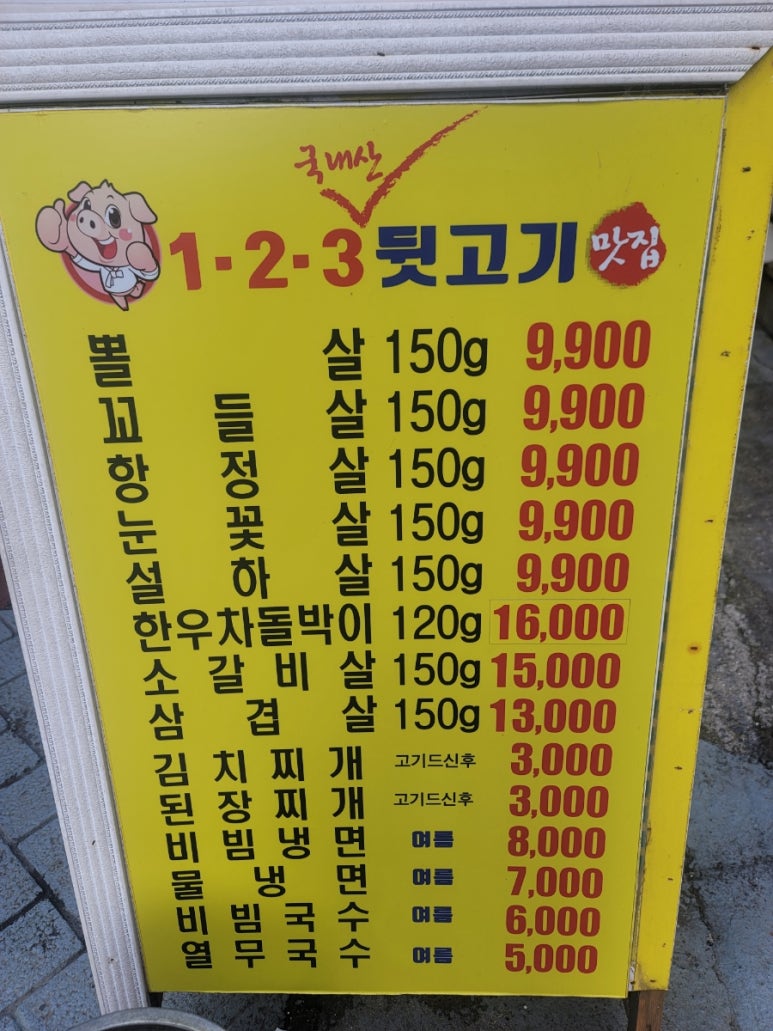 국내산
1·2·3 뒷고기 맛집
뽈살 150g 9,900
꼬들살 150g 9,900
항정살 150g 9,900
눈꽃살 150g 9,900
설하살 150g 9,900
한우차돌박이 120g 16,000
소갈비살 150g 15,000
삼겹살 150g 13,000
김치찌개 고기드신후 3,000
된장찌개 고기드신후 3,000
비빔냉면 여름 8,000
물냉면 여름 7,000
비빔국수 여름 6,000
열무국수 여름 5,000